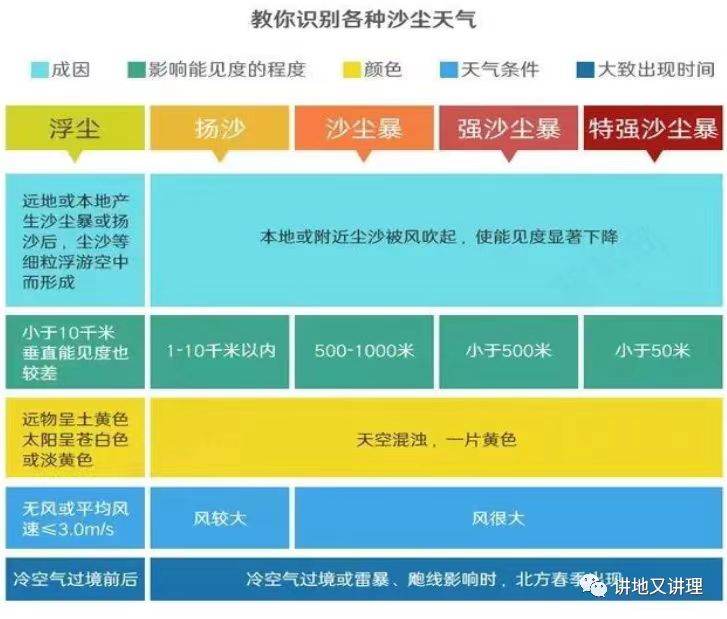 教你识别各种沙尘天气
成因 影响能见度的程度 颜色 天气条件 大致出现时间
浮尘 扬沙 沙尘暴 强沙尘暴 特强沙尘暴
远地或本地产
生沙尘暴或扬
沙后，尘沙等
细粒浮游空中
而形成
本地或附近尘沙被风吹起，使能见度显著下降
小于10千米
垂直能见度也
较差
1-10千米以内
500-1000米
小于500米
小于50米
远物呈土黄色
太阳呈苍白色
或淡黄色
天空混浊，一片黄色
无风或平均风
速≤3.0m/s
风较大
风很大
冷空气过境前后
冷空气过境或雷暴、飑线影响时，北方春季出现
讲地又讲理